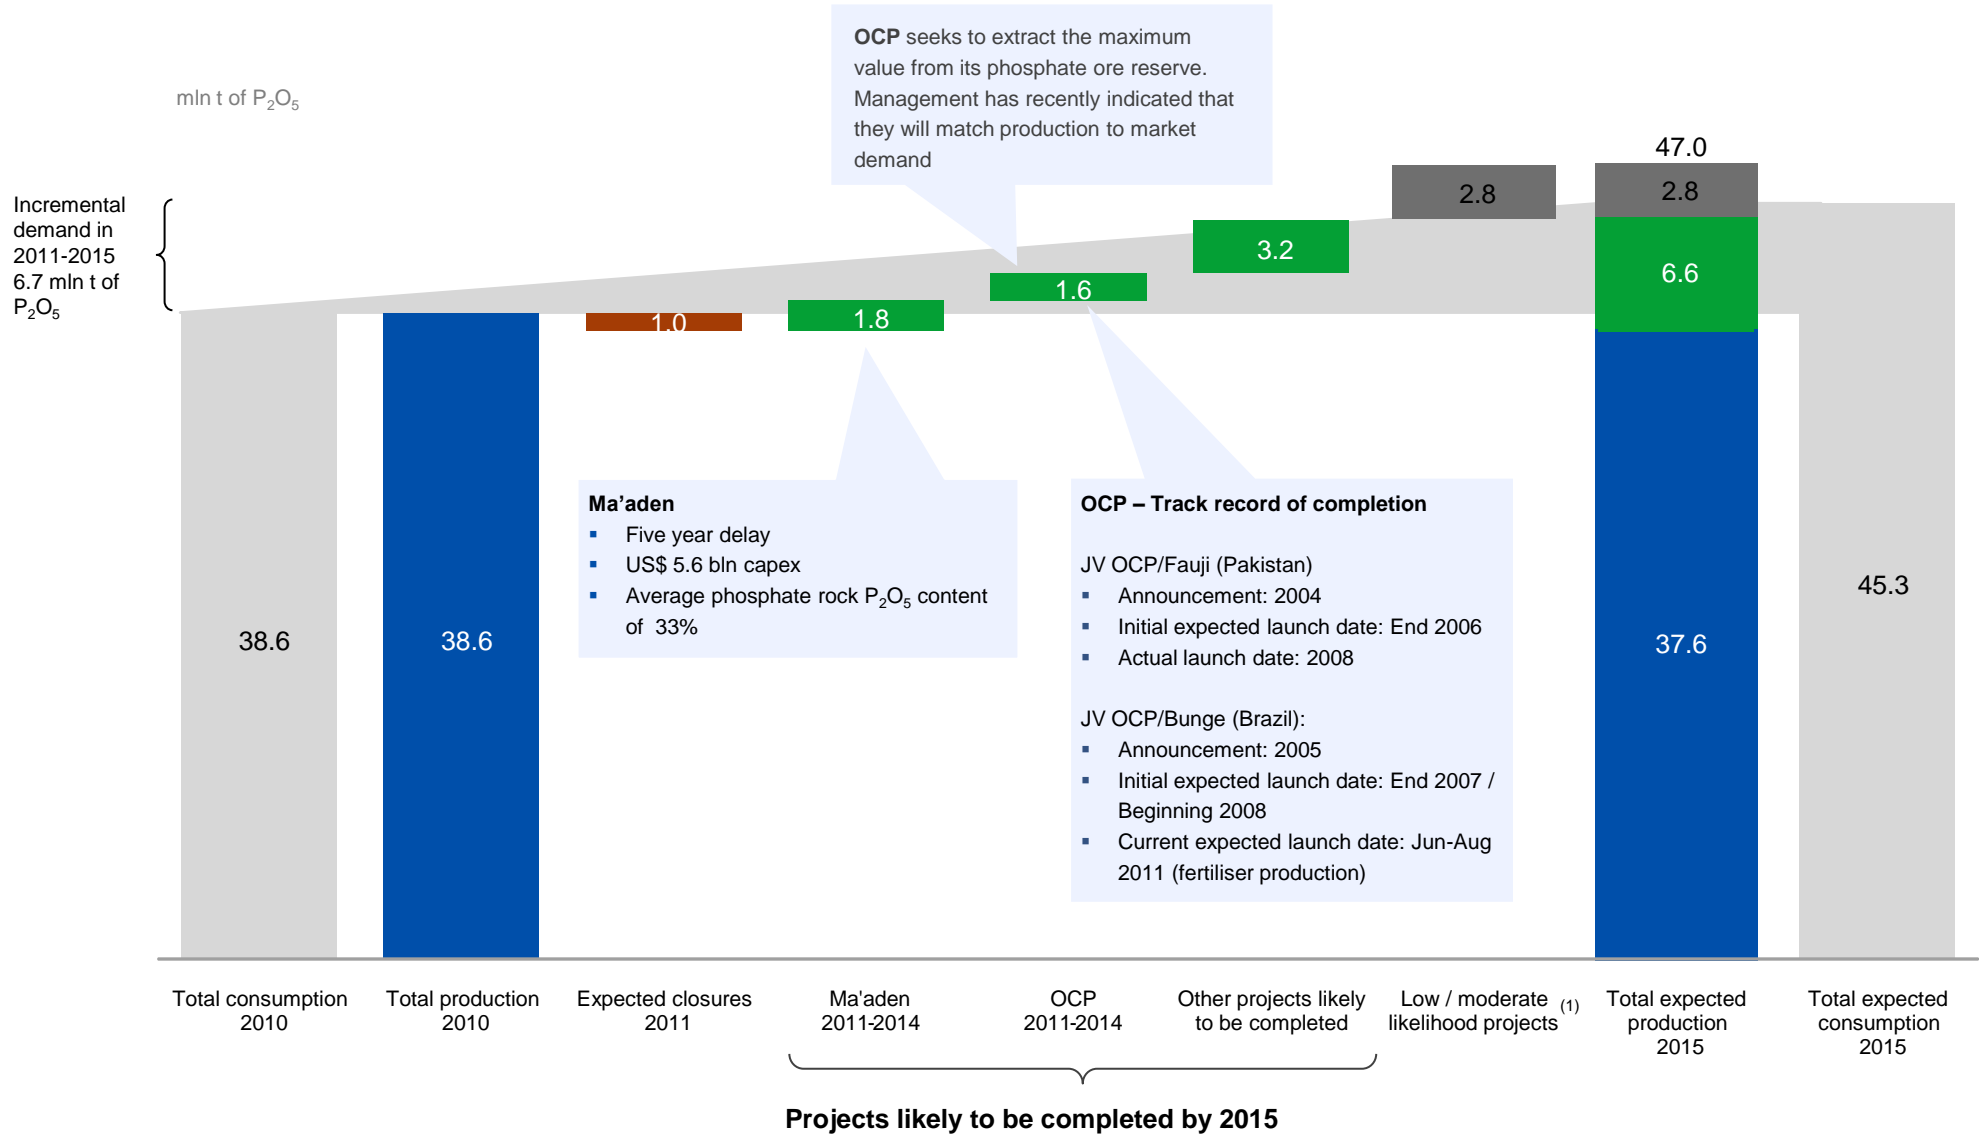 OCP seeks to extract the maximum
value from its phosphate ore reserve.
Management has recently indicated that
they will match production to market
demand
mln t of P₂O₅
47.0
Incremental
demand in
2011-2015
6.7 mln t of
P₂O₅
2.8
2.8
3.2
6.6
1.6
1.8
1.0
Ma’aden
▪ Five year delay
▪ US$ 5.6 bln capex
▪ Average phosphate rock P₂O₅ content
of 33%
OCP – Track record of completion
JV OCP/Fauji (Pakistan)
▪ Announcement: 2004
▪ Initial expected launch date: End 2006
▪ Actual launch date: 2008
JV OCP/Bunge (Brazil):
▪ Announcement: 2005
▪ Initial expected launch date: End 2007 /
Beginning 2008
▪ Current expected launch date: Jun-Aug
2011 (fertiliser production)
38.6
38.6
37.6
45.3
Total consumption
2010
Total production
2010
Expected closures
2011
Ma'aden
2011-2014
OCP
2011-2014
Other projects likely
to be completed
Low / moderate
likelihood projects (1)
Total expected
production
2015
Total expected
consumption
2015
Projects likely to be completed by 2015